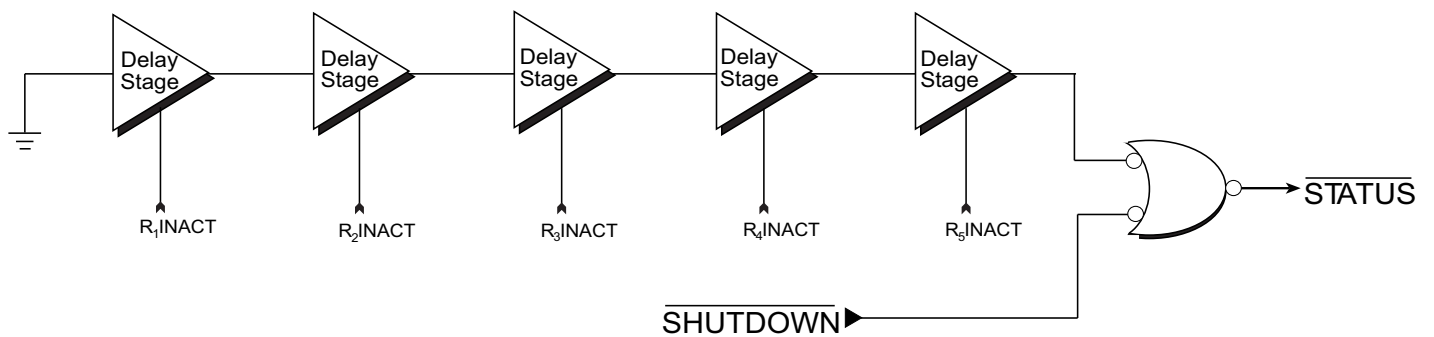 Delay
Stage
Delay
Stage
Delay
Stage
Delay
Stage
Delay
Stage
R₁INACT
R₂INACT
R₃INACT
R₄INACT
R₅INACT
STATUS
SHUTDOWN